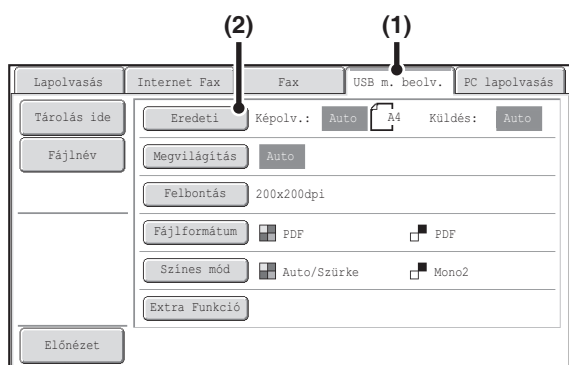 (2) (1)
Lapolvasás Internet Fax Fax USB m. beolv. PC lapolvasás
Tárolás ide Eredeti Képolv.: Auto A4 Küldés: Auto
Fájlnév Megvilágítás Auto
Felbontás 200x200dpi
Fájlformátum PDF PDF
Színes mód Auto/Szürke Mono2
Extra Funkció
Előnézet